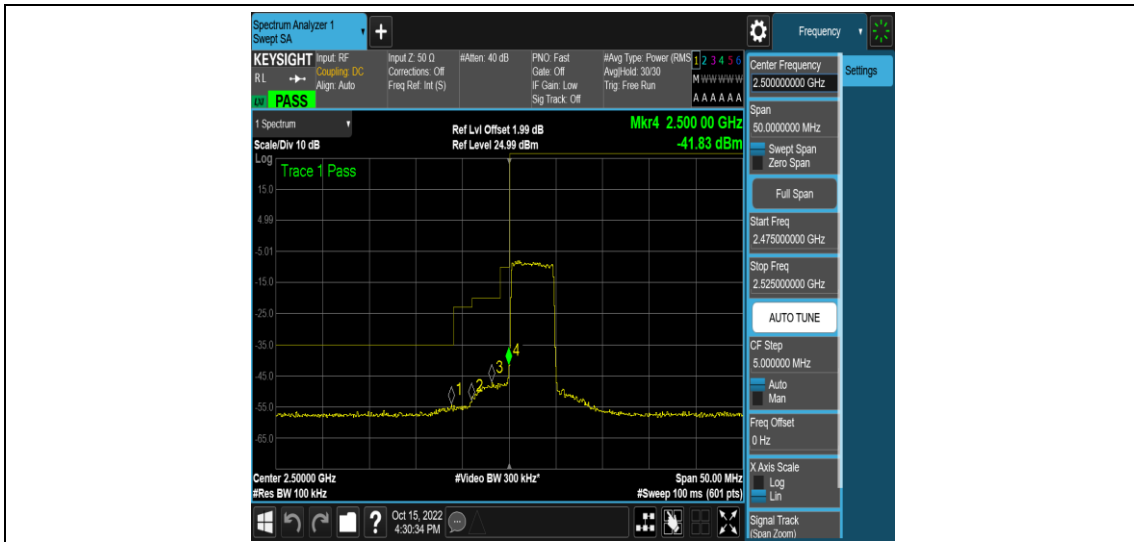 Spectrum Analyzer 1
Swept SA
+
Frequency
KEYSIGHT
RL
PASS
Input: RF
Coupling: DC
Align: Auto
Input Z: 50 Ω
Corrections: Off
Freq Ref: Int (S)
#Atten: 40 dB
PNO: Fast
Gate: Off
IF Gain: Low
Sig Track: Off
#Avg Type: Power (RMS
Avg|Hold: 30/30
Trig: Free Run
1 2 3 4 5 6
M W W W W W
A A A A A A
Center Frequency
2.500000000 GHz
Settings
1 Spectrum
Scale/Div 10 dB
Ref Lvl Offset 1.99 dB
Ref Level 24.99 dBm
Mkr4 2.500 00 GHz
-41.83 dBm
Span
50.0000000 MHz
Swept Span
Zero Span
Full Span
Start Freq
2.475000000 GHz
Stop Freq
2.525000000 GHz
AUTO TUNE
CF Step
5.000000 MHz
Auto
Man
Freq Offset
0 Hz
X Axis Scale
Log
Lin
Signal Track
(Span Zoom)
Log
Trace 1 Pass
15.0
4.99
-5.01
-15.0
-25.0
-35.0
-45.0
-55.0
-65.0
1
2
3
4
Center 2.50000 GHz
#Res BW 100 kHz
#Video BW 300 kHz*
Span 50.00 MHz
#Sweep 100 ms (601 pts)
?
Oct 15, 2022
4:30:34 PM